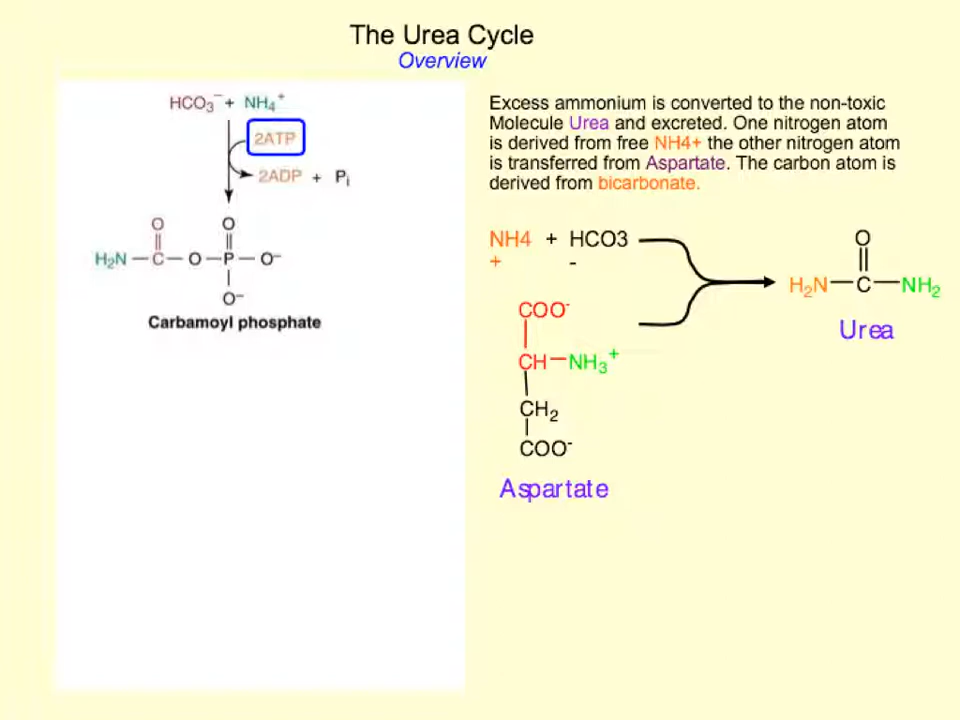 The Urea Cycle
Overview
HCO₃⁻ + NH₄⁺
2ATP
2ADP + Pᵢ
O O
H₂N – C – O – P – O⁻
O⁻
Carbamoyl phosphate
Excess ammonium is converted to the non-toxic
Molecule Urea and excreted. One nitrogen atom
is derived from free NH4+ the other nitrogen atom
is transferred from Aspartate. The carbon atom is
derived from bicarbonate.
NH4 + HCO3
+ -
O
H₂N – C – NH₂
Urea
COO⁻
CH – NH₃⁺
CH₂
COO⁻
Aspartate